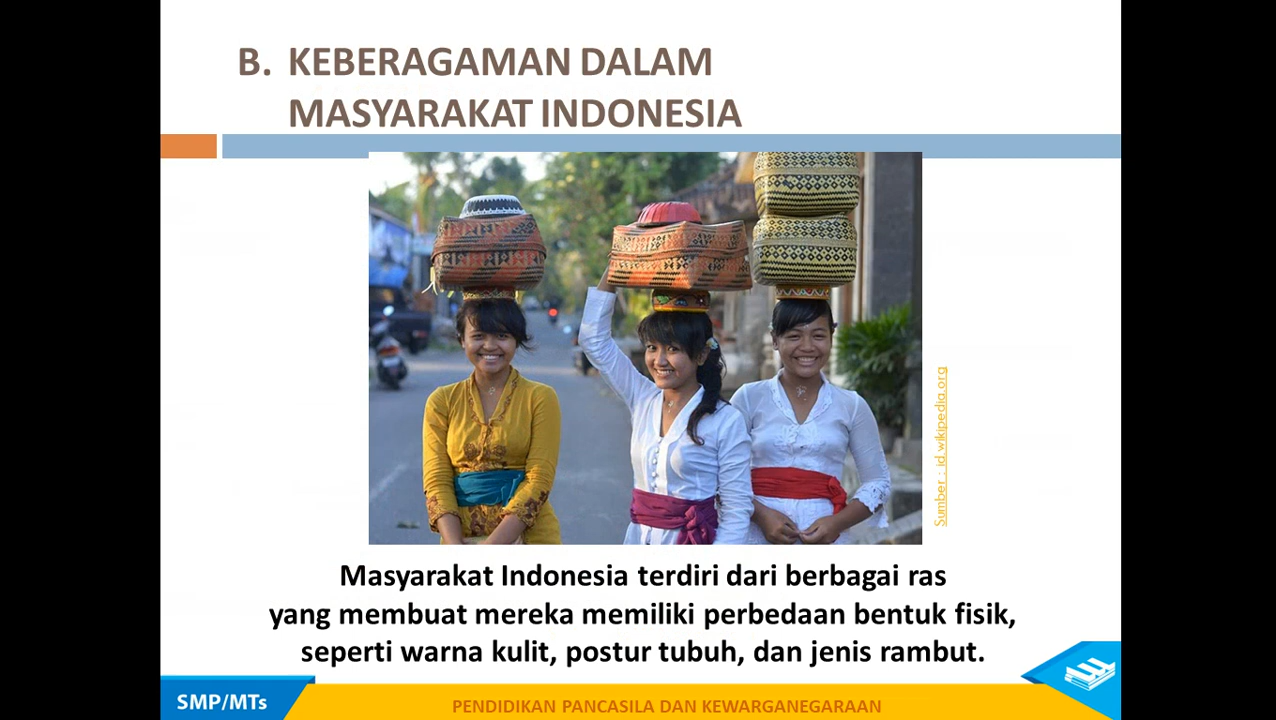 B. KEBERAGAMAN DALAM
MASYARAKAT INDONESIA
Sumber : id.wikipedia.org
Masyarakat Indonesia terdiri dari berbagai ras
yang membuat mereka memiliki perbedaan bentuk fisik,
seperti warna kulit, postur tubuh, dan jenis rambut.
SMP/MTs
PENDIDIKAN PANCASILA DAN KEWARGANEGARAAN